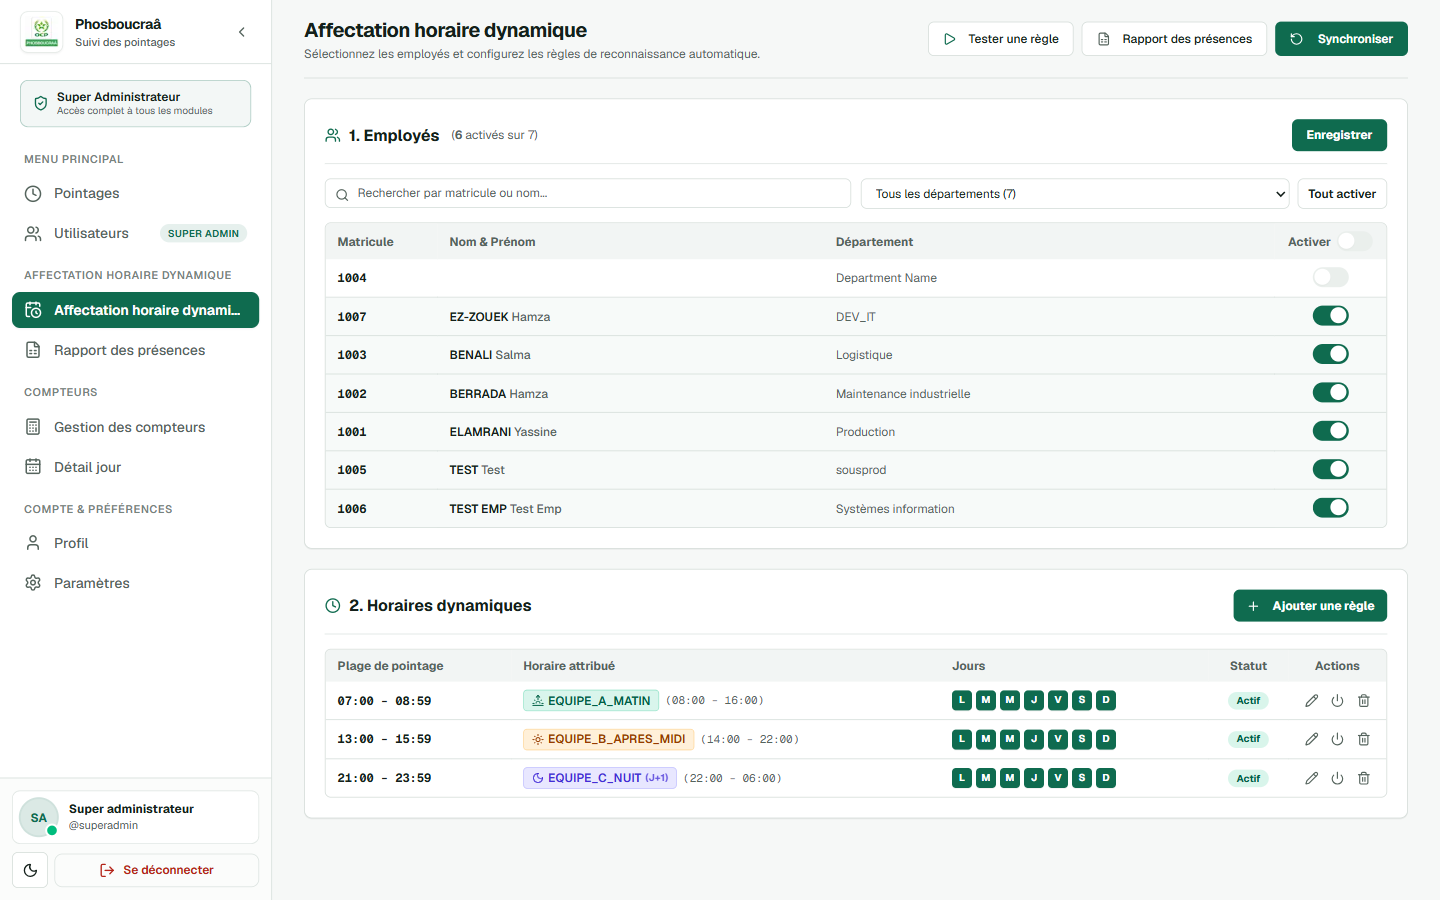 Phosboucraâ
Suivi des pointages
OCP
PHOSBOUCRAÂ
Super Administrateur
Accès complet à tous les modules
MENU PRINCIPAL
Pointages
Utilisateurs SUPER ADMIN
AFFECTATION HORAIRE DYNAMIQUE
Affectation horaire dynami...
Rapport des présences
COMPTEURS
Gestion des compteurs
Détail jour
COMPTE & PRÉFÉRENCES
Profil
Paramètres
SA
Super administrateur
@superadmin
Se déconnecter
Affectation horaire dynamique
Sélectionnez les employés et configurez les règles de reconnaissance automatique.
Tester une règle Rapport des présences Synchroniser
1. Employés (6 activés sur 7) Enregistrer
Rechercher par matricule ou nom... Tous les départements (7) Tout activer
Matricule Nom & Prénom Département Activer
1004 Department Name
1007 EZ-ZOUEK Hamza DEV_IT
1003 BENALI Salma Logistique
1002 BERRADA Hamza Maintenance industrielle
1001 ELAMRANI Yassine Production
1005 TEST Test sousprod
1006 TEST EMP Test Emp Systèmes information
2. Horaires dynamiques Ajouter une règle
Plage de pointage Horaire attribué Jours Statut Actions
07:00 - 08:59 EQUIPE_A_MATIN (08:00 - 16:00) L M M J V S D Actif
13:00 - 15:59 EQUIPE_B_APRES_MIDI (14:00 - 22:00) L M M J V S D Actif
21:00 - 23:59 EQUIPE_C_NUIT (J+1) (22:00 - 06:00) L M M J V S D Actif